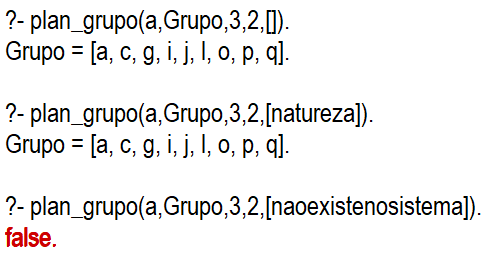 ?- plan_grupo(a,Grupo,3,2,[]).
Grupo = [a, c, g, i, j, l, o, p, q].
?- plan_grupo(a,Grupo,3,2,[natureza]).
Grupo = [a, c, g, i, j, l, o, p, q].
?- plan_grupo(a,Grupo,3,2,[naoexistenosistema]).
false.